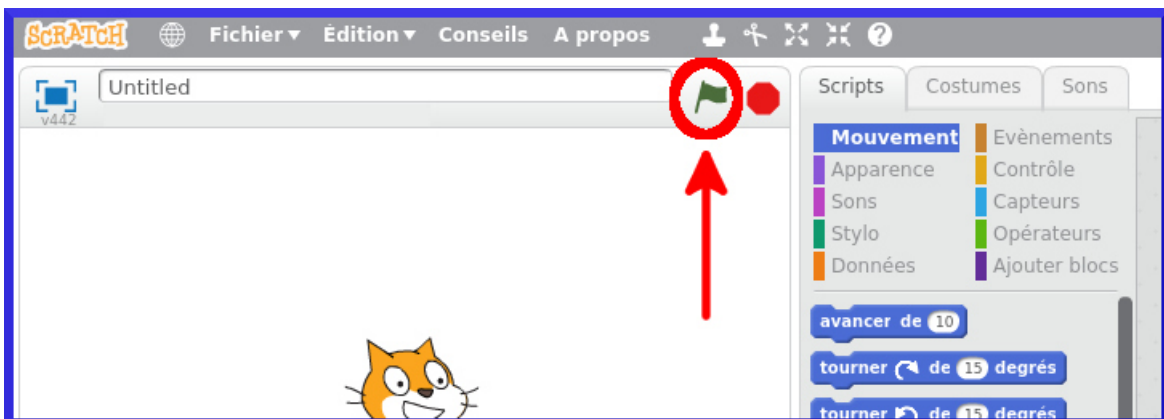 SCRATCH Fichier▾ Édition▾ Conseils A propos
Untitled
v442
Scripts Costumes Sons
Mouvement Evènements
Apparence Contrôle
Sons Capteurs
Stylo Opérateurs
Données Ajouter blocs
avancer de 10
tourner de 15 degrés
tourner de 15 degrés